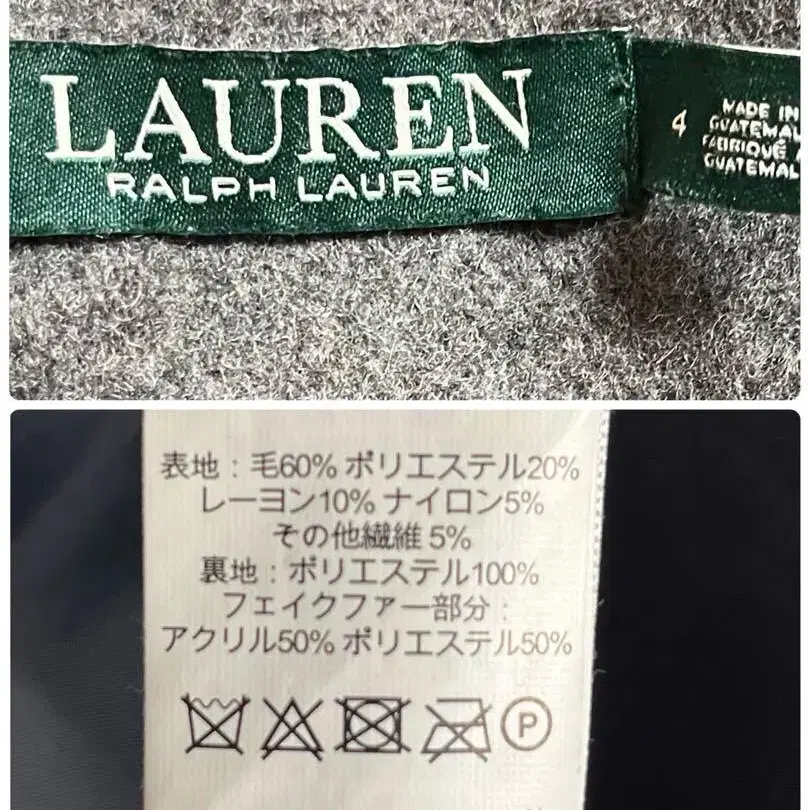 LAUREN
RALPH LAUREN
4
MADE IN
GUATEMAL
FABRIQUÉ A
GUATEMAL
表地：毛60% ポリエステル20%
レーヨン10% ナイロン5%
その他繊維 5%
裏地：ポリエステル100%
フェイクファー部分：
アクリル50% ポリエステル50%
P